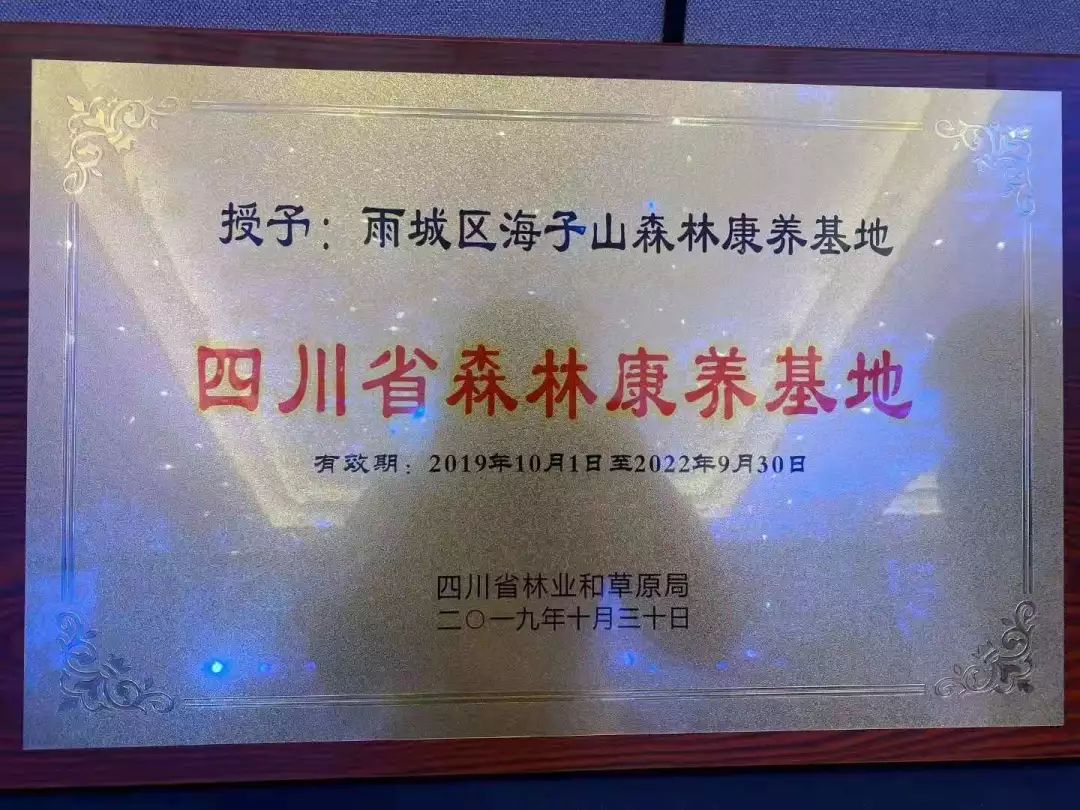 授予：雨城区海子山森林康养基地
四川省森林康养基地
有效期：2019年10月1日至2022年9月30日
四川省林业和草原局
二〇一九年十月三十日